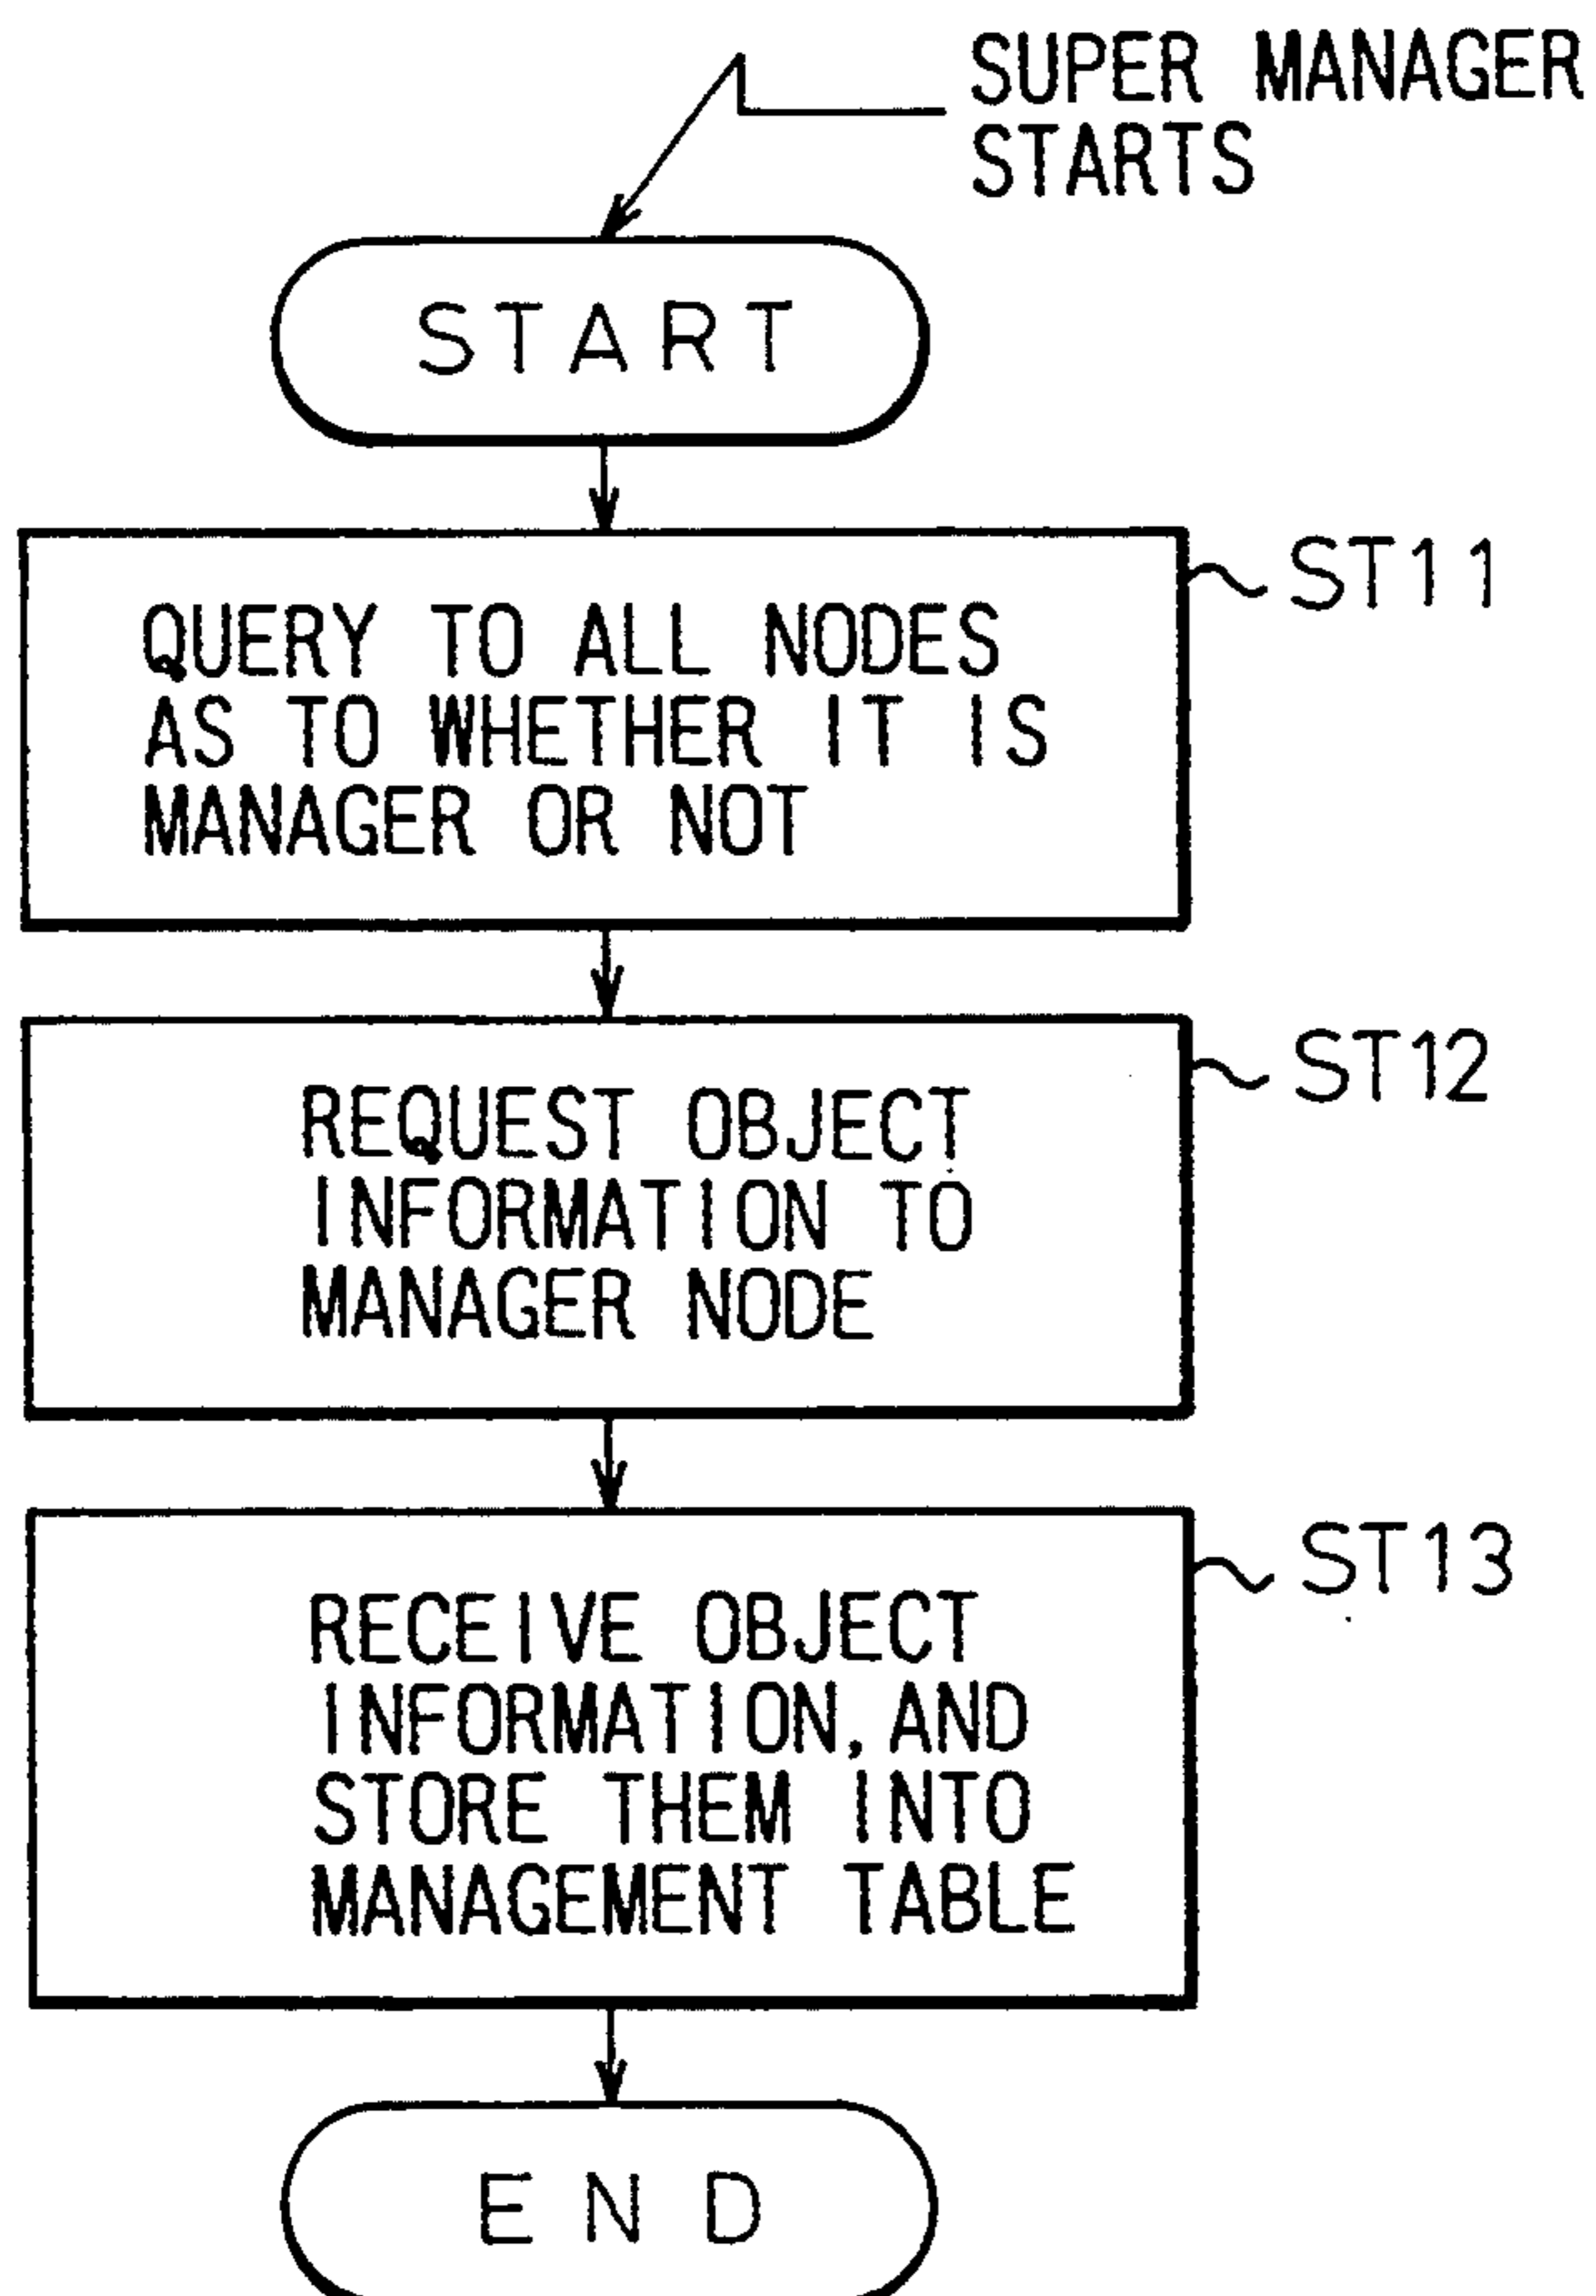 SUPER MANAGER
STARTS
START
ST11
QUERY TO ALL NODES
AS TO WHETHER IT IS
MANAGER OR NOT
ST12
REQUEST OBJECT
INFORMATION TO
MANAGER NODE
ST13
RECEIVE OBJECT
INFORMATION, AND
STORE THEM INTO
MANAGEMENT TABLE
END